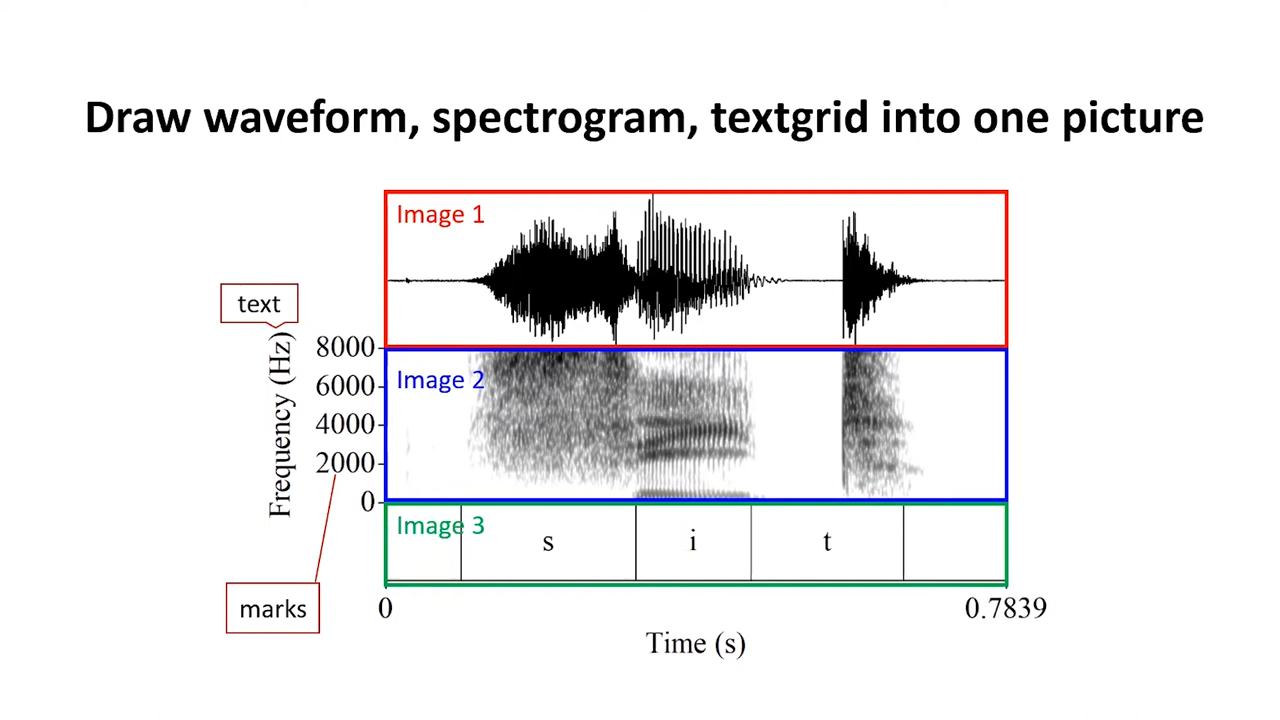 Draw waveform, spectrogram, textgrid into one picture
Image 1
text
Frequency (Hz)
8000
6000
4000
2000
0
Image 2
Image 3
s
i
t
marks
0
0.7839
Time (s)